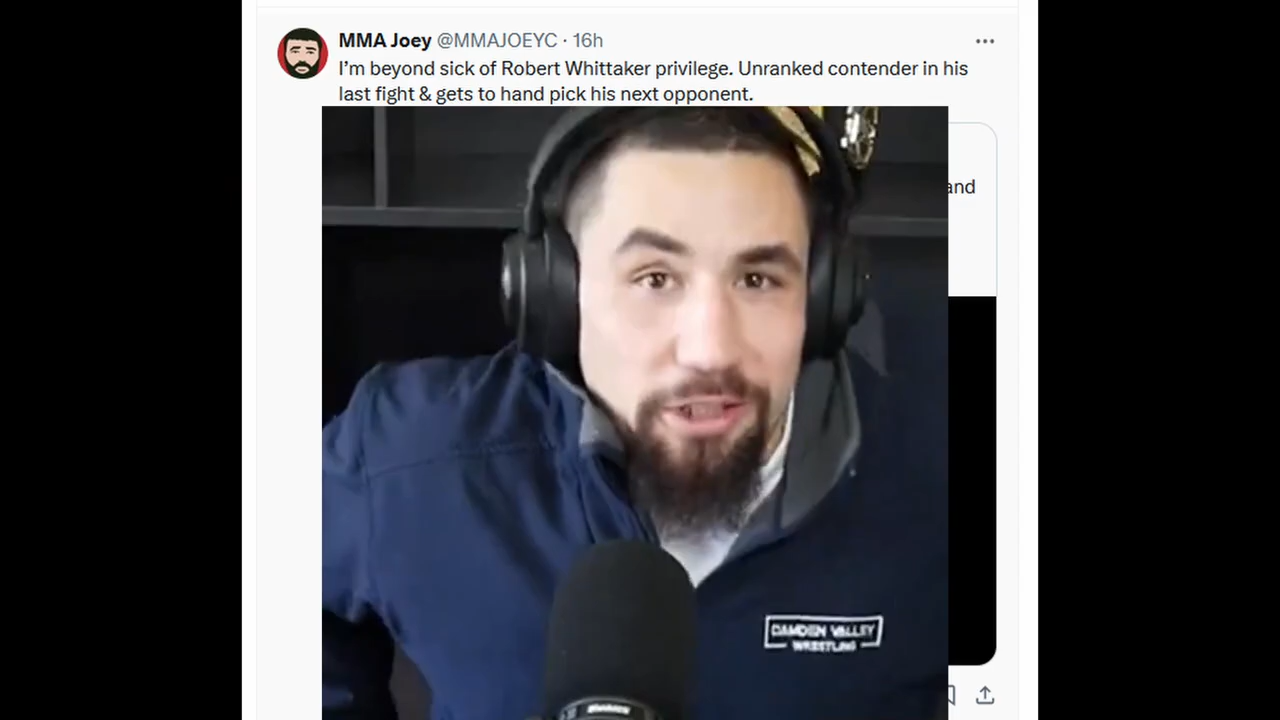 MMA Joey @MMAJOEYC · 16h
I'm beyond sick of Robert Whittaker privilege. Unranked contender in his
last fight & gets to hand pick his next opponent.
and
CAMDEN VALLEY
WRESTLING